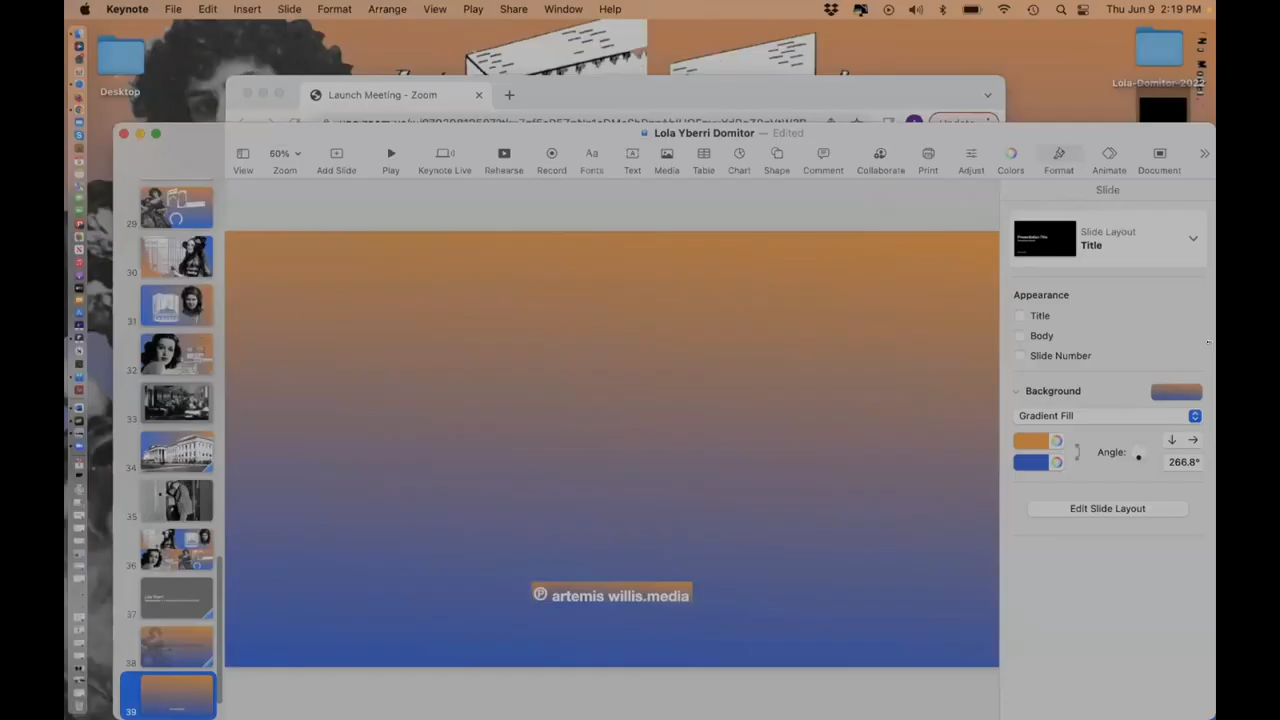 Keynote File Edit Insert Slide Format Arrange View Play Share Window Help
Thu Jun 9 2:19 PM
Desktop
Launch Meeting - Zoom
Lola Yberri Domitor — Edited
60%
View Zoom Add Slide Play Keynote Live Rehearse Record Fonts Text Media Table Chart Shape Comment Collaborate Print Adjust Colors Format Animate Document
Aa
Slide
Slide Layout
Title
Appearance
Title
Body
Slide Number
Background
Gradient Fill
Angle:
266.8°
Edit Slide Layout
29
30
31
32
33
34
35
36
37
38
39
℗ artemis willis.media